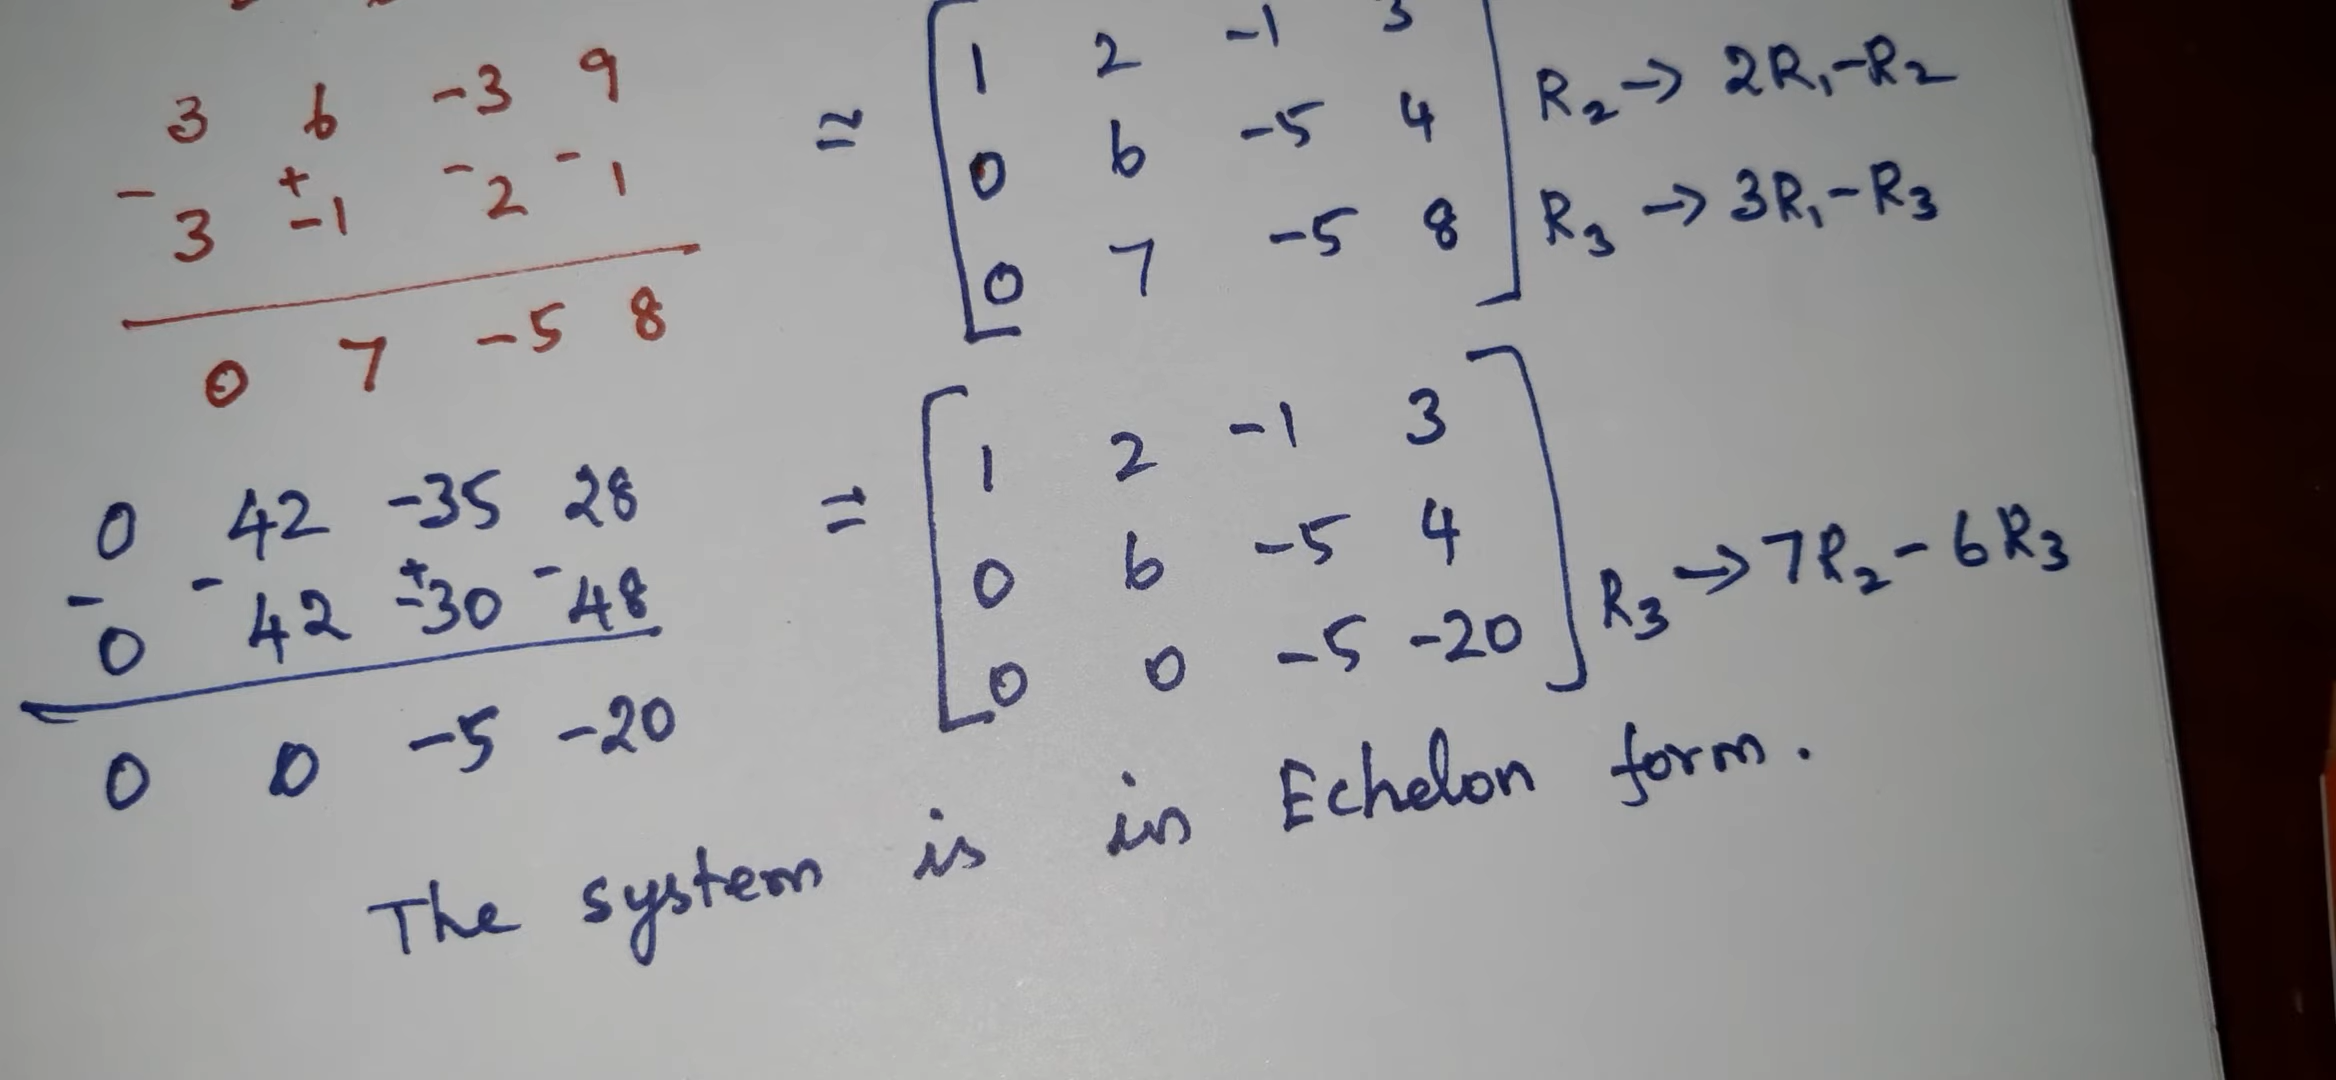 3 6 -3 9
- 3 + -1 - 2 - 1
0 7 -5 8
≃ 1 2 -1 3
0 6 -5 4 R2 → 2R1-R2
0 7 -5 8 R3 → 3R1-R3
0 42 -35 28
- 0 - 42 + -30 - 48
0 0 -5 -20
≃ 1 2 -1 3
0 6 -5 4
0 0 -5 -20 R3 → 7R2 - 6R3
The system is in Echelon form.